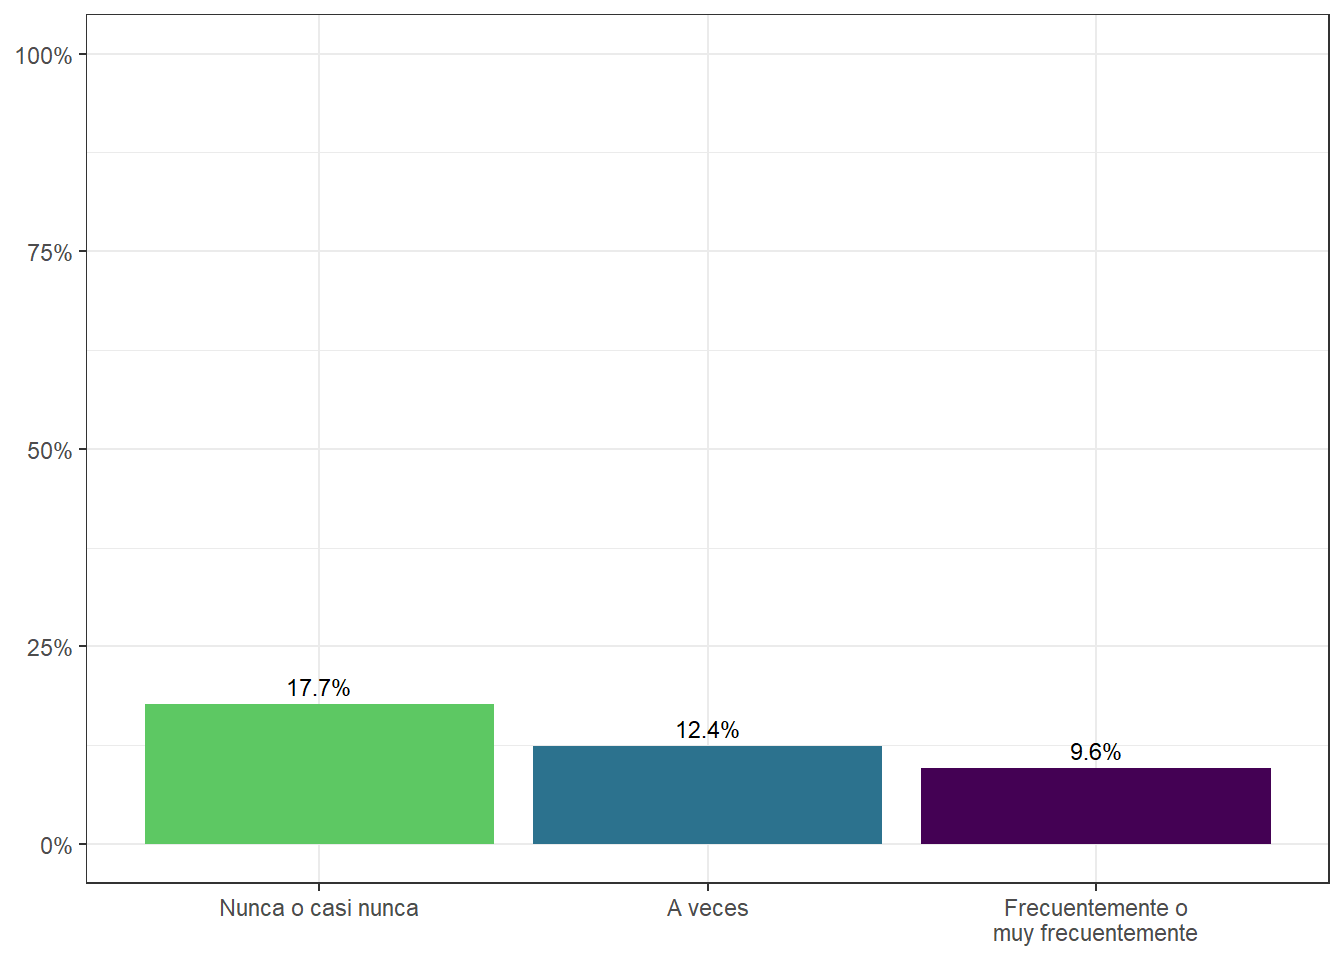 100%
75%
50%
25%
0%
17.7%
12.4%
9.6%
Nunca o casi nunca
A veces
Frecuentemente o
muy frecuentemente